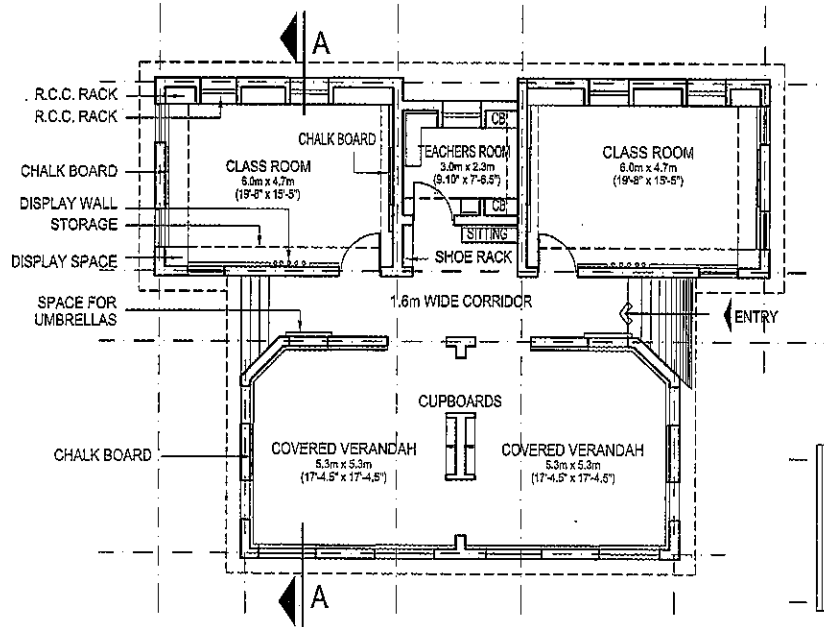 A
R.C.C. RACK
R.C.C. RACK
CHALK BOARD
CHALK BOARD
DISPLAY WALL
STORAGE
DISPLAY SPACE
CLASS ROOM
6.0m x 4.7m
(19'-8" x 15'-5")
CB
TEACHERS ROOM
3.0m x 2.3m
(9.10" x 7'-6.5")
CB
SITTING
SHOE RACK
CLASS ROOM
6.0m x 4.7m
(19'-8" x 15'-5")
SPACE FOR
UMBRELLAS
1.6m WIDE CORRIDOR
ENTRY
CUPBOARDS
CHALK BOARD
COVERED VERANDAH
5.3m x 5.3m
(17'-4.5" x 17'-4.5")
COVERED VERANDAH
5.3m x 5.3m
(17'-4.5" x 17'-4.5")
A